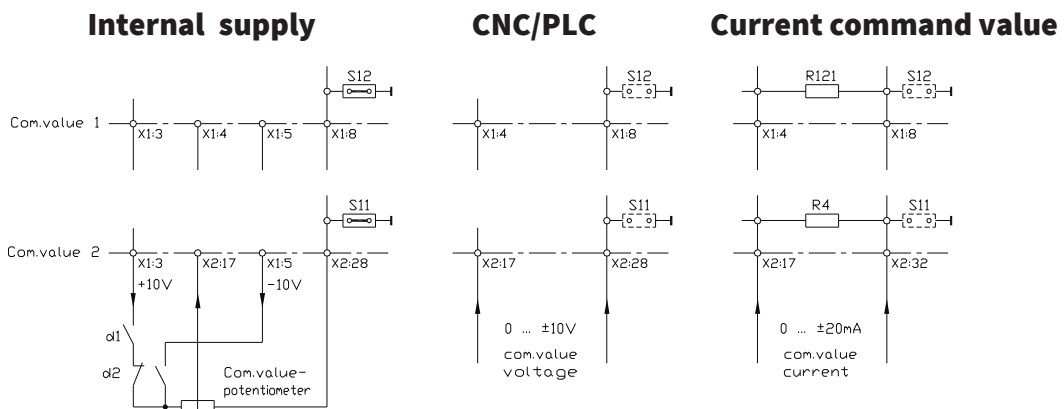 Internal supply
CNC/PLC
Current command value
S12
S12
R121
S12
Com.value 1
X1:3
X1:4
X1:5
X1:8
X1:4
X1:8
X1:4
X1:8
S11
S11
R4
S11
Com.value 2
X1:3
X2:17
X1:5
X2:28
X2:17
X2:28
X2:17
X2:32
+10V
-10V
d1
0 ... ±10V
0 ... ±20mA
com.value
voltage
com.value
current
d2
Com.value-
potentiometer